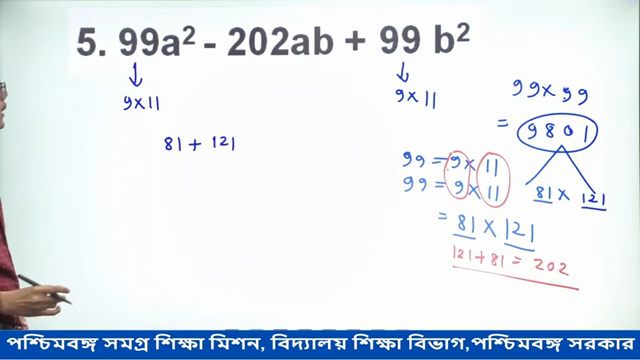 5. 99a² - 202ab + 99 b²
9 x 11
9 x 11
81 + 121
99 x 99
= 9801
81 x 121
99 = 9 x 11
99 = 9 x 11
= 81 x 121
121 + 81 = 202
পশ্চিমবঙ্গ সমগ্র শিক্ষা মিশন, বিদ্যালয় শিক্ষা বিভাগ,পশ্চিমবঙ্গ সরকার